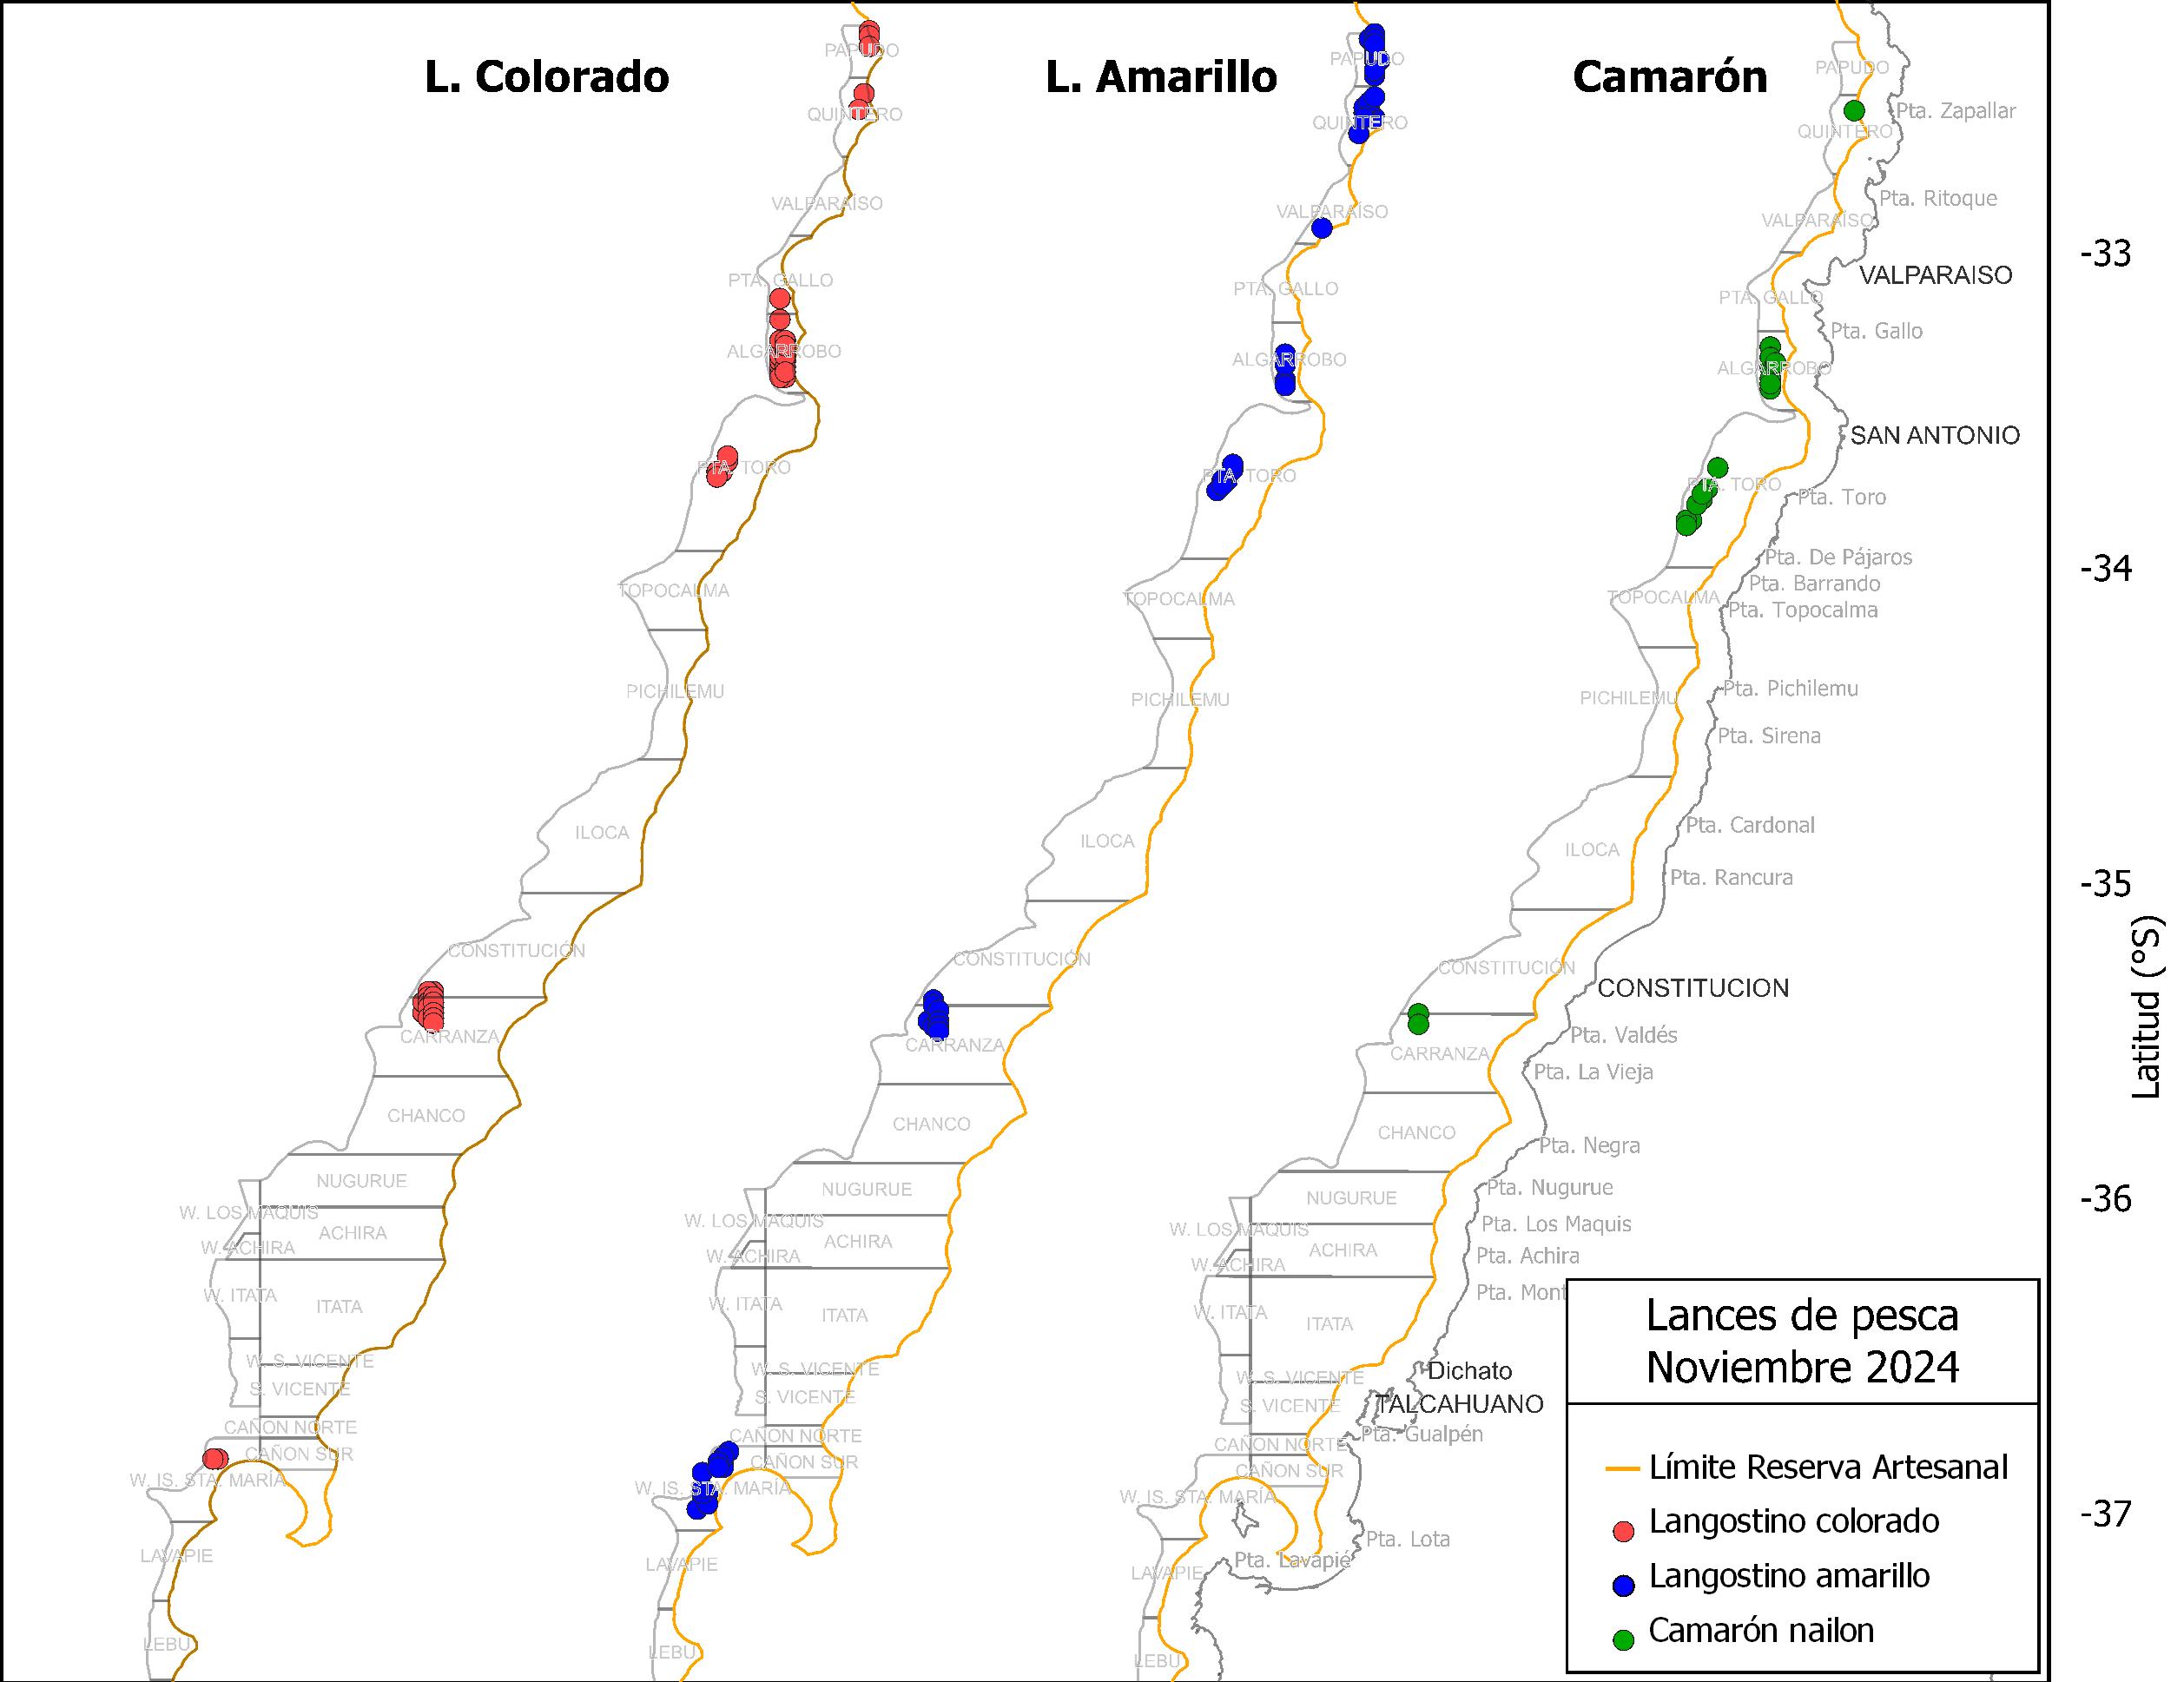 L. Colorado
L. Amarillo
Camarón
PAPUDO
QUINTERO
VALPARAÍSO
PTA. GALLO
ALGARROBO
PTA. TORO
TOPOCALMA
PICHILEMU
ILOCA
CONSTITUCIÓN
CARRANZA
CHANCO
NUGURUE
W. LOS MAQUIS
ACHIRA
W. ACHIRA
W. ITATA
ITATA
W. S. VICENTE
S. VICENTE
CAÑON NORTE
CAÑON SUR
W. IS. STA. MARÍA
LAVAPIE
LEBU
PAPUDO
QUINTERO
VALPARAÍSO
PTA. GALLO
ALGARROBO
PTA. TORO
TOPOCALMA
PICHILEMU
ILOCA
CONSTITUCIÓN
CARRANZA
CHANCO
NUGURUE
W. LOS MAQUIS
ACHIRA
W. ACHIRA
W. ITATA
ITATA
W. S. VICENTE
S. VICENTE
CAÑON NORTE
CAÑON SUR
W. IS. STA. MARÍA
LAVAPIE
LEBU
PAPUDO
QUINTERO
VALPARAÍSO
PTA. GALLO
ALGARROBO
PTA. TORO
TOPOCALMA
PICHILEMU
ILOCA
CONSTITUCIÓN
CARRANZA
CHANCO
NUGURUE
W. LOS MAQUIS
ACHIRA
W. ACHIRA
W. ITATA
ITATA
W. S. VICENTE
S. VICENTE
CAÑON NORTE
CAÑON SUR
W. IS. STA. MARÍA
LAVAPIE
LEBU
Pta. Zapallar
Pta. Ritoque
VALPARAISO
Pta. Gallo
SAN ANTONIO
Pta. Toro
Pta. De Pájaros
Pta. Barrando
Pta. Topocalma
Pta. Pichilemu
Pta. Sirena
Pta. Cardonal
Pta. Rancura
CONSTITUCION
Pta. Valdés
Pta. La Vieja
Pta. Negra
Pta. Nugurue
Pta. Los Maquis
Pta. Achira
Pta. Mont
Dichato
TALCAHUANO
Pta. Gualpén
Pta. Lota
Pta. Lavapié
Lances de pesca
Noviembre 2024
Límite Reserva Artesanal
Langostino colorado
Langostino amarillo
Camarón nailon
-33
-34
-35
-36
-37
Latitud (°S)